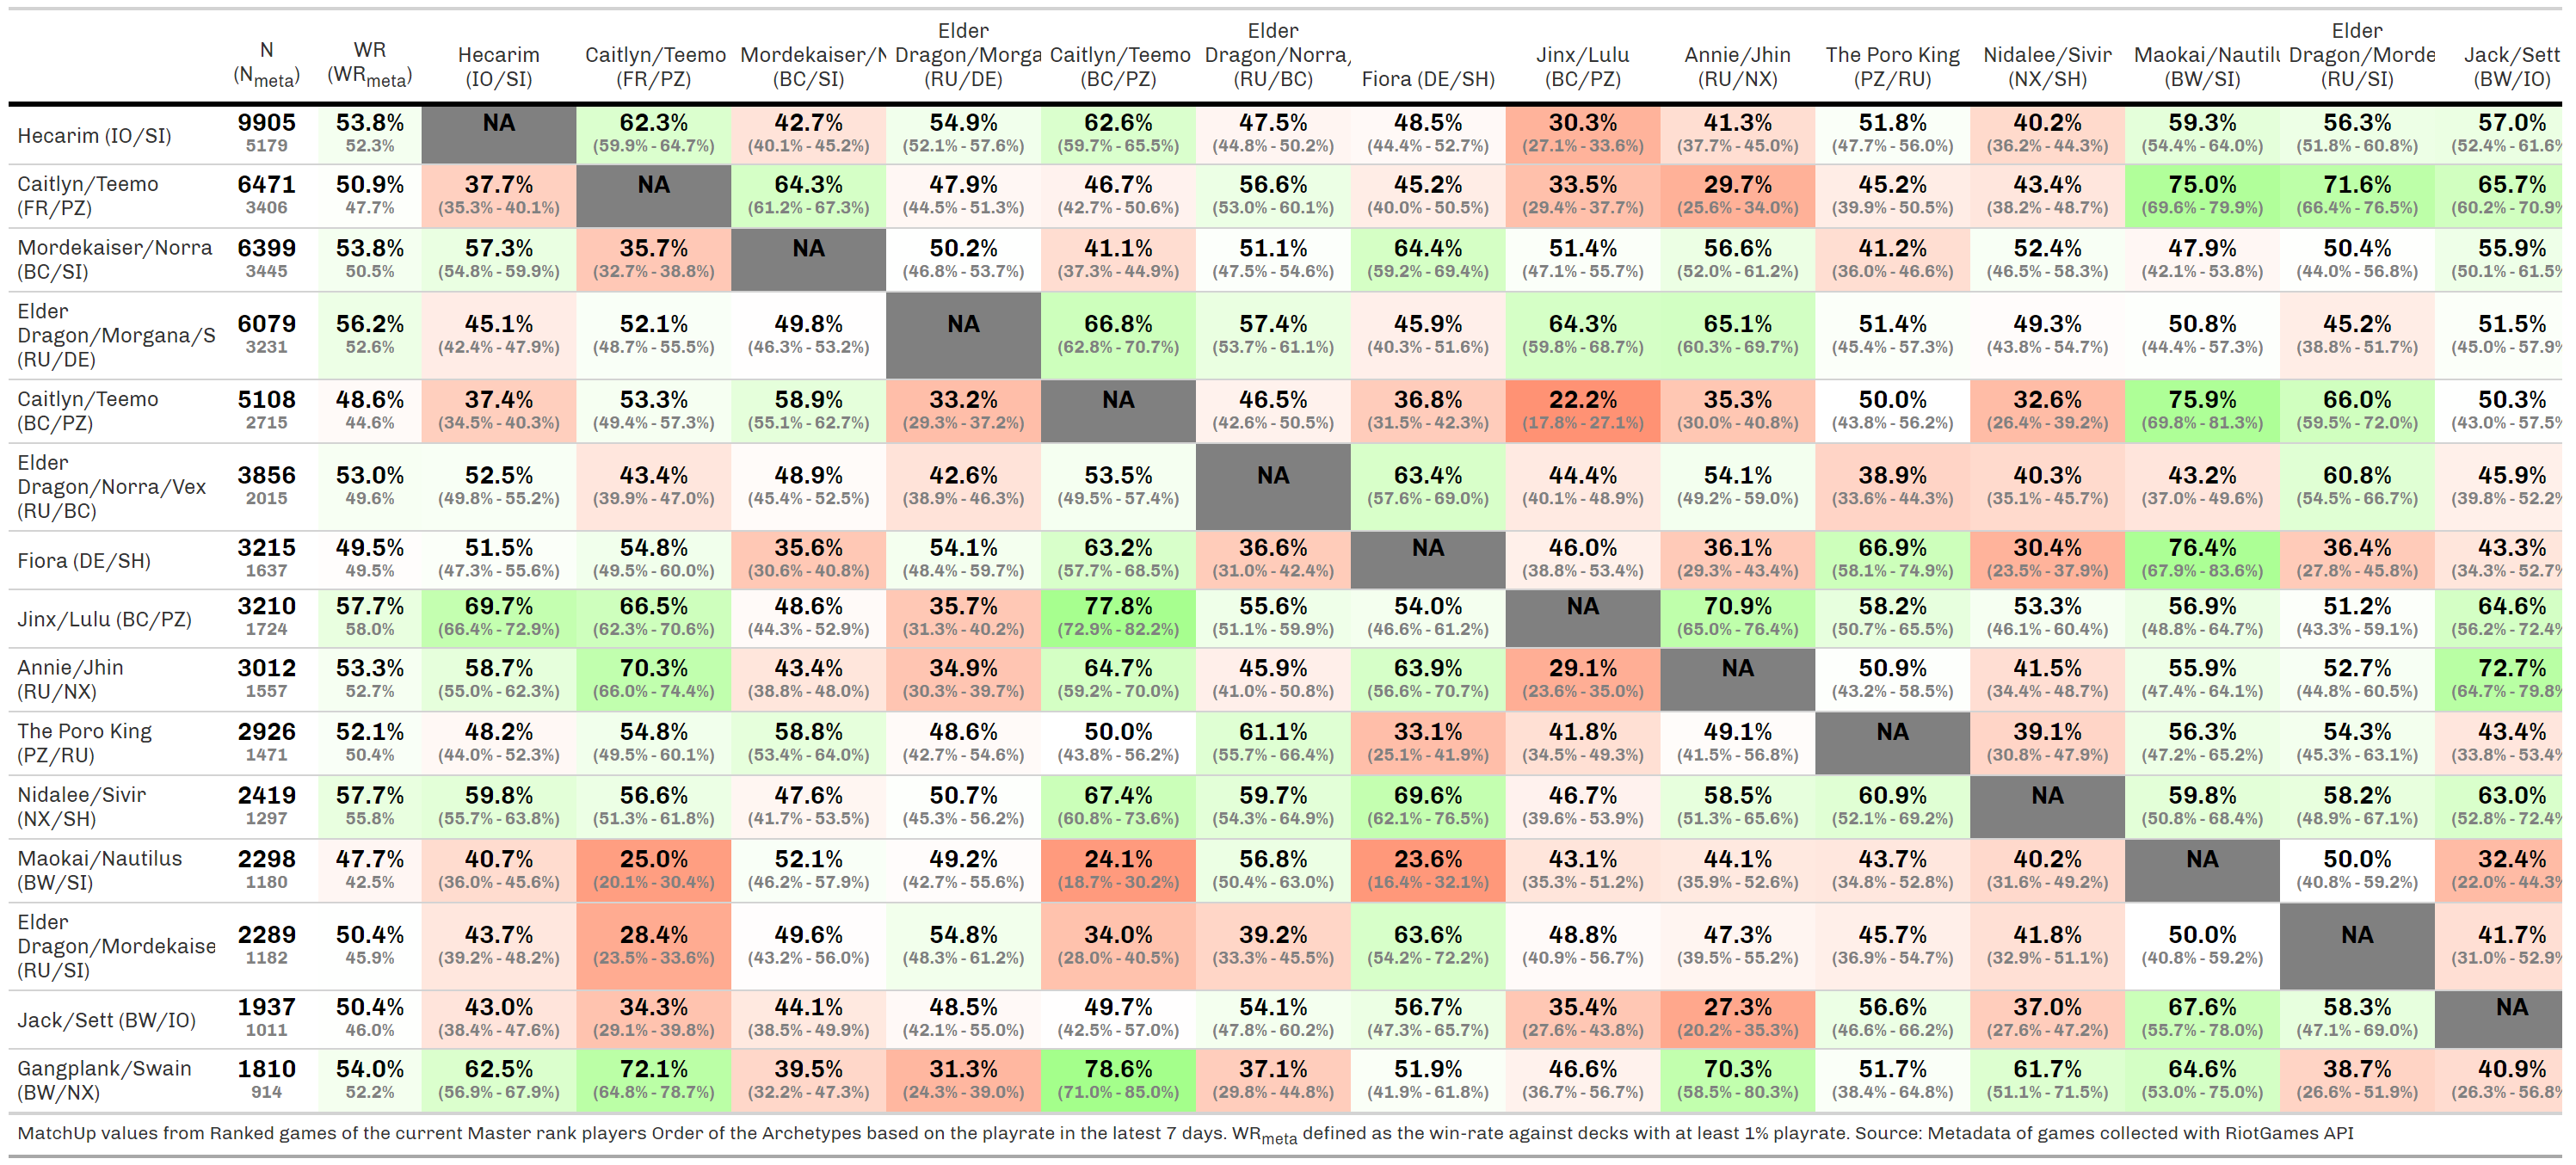 N WR Hecarim Caitlyn/Teemo Mordekaiser/N Elder Dragon/Morga Caitlyn/Teemo Elder Dragon/Norra/ Fiora (DE/SH) Jinx/Lulu Annie/Jhin The Poro King Nidalee/Sivir Maokai/Nautil Elder Dragon/Morde Jack/Sett
(Nmeta) (WRmeta) (IO/SI) (FR/PZ) (BC/SI) (RU/DE) (BC/PZ) (RU/BC) (BC/PZ) (RU/NX) (PZ/RU) (NX/SH) (BW/SI) (RU/SI) (BW/IO)
Hecarim (IO/SI) 9905 53.8% NA 62.3% 42.7% 54.9% 62.6% 47.5% 48.5% 30.3% 41.3% 51.8% 40.2% 59.3% 56.3% 57.0%
5179 52.3% (59.9% - 64.7%) (40.1% - 45.2%) (52.1% - 57.6%) (59.7% - 65.5%) (44.8% - 50.2%) (44.4% - 52.7%) (27.1% - 33.6%) (37.7% - 45.0%) (47.7% - 56.0%) (36.2% - 44.3%) (54.4% - 64.0%) (51.8% - 60.8%) (52.4% - 61.6%
Caitlyn/Teemo 6471 50.9% 37.7% NA 64.3% 47.9% 46.7% 56.6% 45.2% 33.5% 29.7% 45.2% 43.4% 75.0% 71.6% 65.7%
(FR/PZ) 3406 47.7% (35.3% - 40.1%) (61.2% - 67.3%) (44.5% - 51.3%) (42.7% - 50.6%) (53.0% - 60.1%) (40.0% - 50.5%) (29.4% - 37.7%) (25.6% - 34.0%) (39.9% - 50.5%) (38.2% - 48.7%) (69.6% - 79.9%) (66.4% - 76.5%) (60.2% - 70.9%
Mordekaiser/Norra 6399 53.8% 57.3% 35.7% NA 50.2% 41.1% 51.1% 64.4% 51.4% 56.6% 41.2% 52.4% 47.9% 50.4% 55.9%
(BC/SI) 3445 50.5% (54.8% - 59.9%) (32.7% - 38.8%) (46.8% - 53.7%) (37.3% - 44.9%) (47.5% - 54.6%) (59.2% - 69.4%) (47.1% - 55.7%) (52.0% - 61.2%) (36.0% - 46.6%) (46.5% - 58.3%) (42.1% - 53.8%) (44.0% - 56.8%) (50.1% - 61.5%
Elder
Dragon/Morgana/S 6079 56.2% 45.1% 52.1% 49.8% NA 66.8% 57.4% 45.9% 64.3% 65.1% 51.4% 49.3% 50.8% 45.2% 51.5%
(RU/DE) 3231 52.6% (42.4% - 47.9%) (48.7% - 55.5%) (46.3% - 53.2%) (62.8% - 70.7%) (53.7% - 61.1%) (40.3% - 51.6%) (59.8% - 68.7%) (60.3% - 69.7%) (45.4% - 57.3%) (43.8% - 54.7%) (44.4% - 57.3%) (38.8% - 51.7%) (45.0% - 57.9%
Caitlyn/Teemo 5108 48.6% 37.4% 53.3% 58.9% 33.2% NA 46.5% 36.8% 22.2% 35.3% 50.0% 32.6% 75.9% 66.0% 50.3%
(BC/PZ) 2715 44.6% (34.5% - 40.3%) (49.4% - 57.3%) (55.1% - 62.7%) (29.3% - 37.2%) (42.6% - 50.5%) (31.5% - 42.3%) (17.8% - 27.1%) (30.0% - 40.8%) (43.8% - 56.2%) (26.4% - 39.2%) (69.8% - 81.3%) (59.5% - 72.0%) (43.0% - 57.5%
Elder
Dragon/Norra/Vex 3856 53.0% 52.5% 43.4% 48.9% 42.6% 53.5% NA 63.4% 44.4% 54.1% 38.9% 40.3% 43.2% 60.8% 45.9%
(RU/BC) 2015 49.6% (49.8% - 55.2%) (39.9% - 47.0%) (45.4% - 52.5%) (38.9% - 46.3%) (49.5% - 57.4%) (57.6% - 69.0%) (40.1% - 48.9%) (49.2% - 59.0%) (33.6% - 44.3%) (35.1% - 45.7%) (37.0% - 49.6%) (54.5% - 66.7%) (39.8% - 52.2%
Fiora (DE/SH) 3215 49.5% 51.5% 54.8% 35.6% 54.1% 63.2% 36.6% NA 46.0% 36.1% 66.9% 30.4% 76.4% 36.4% 43.3%
1637 49.5% (47.3% - 55.6%) (49.5% - 60.0%) (30.6% - 40.8%) (48.4% - 59.7%) (57.7% - 68.5%) (31.0% - 42.4%) (38.8% - 53.4%) (29.3% - 43.4%) (58.1% - 74.9%) (23.5% - 37.9%) (67.9% - 83.6%) (27.8% - 45.8%) (34.3% - 52.7%
Jinx/Lulu (BC/PZ) 3210 57.7% 69.7% 66.5% 48.6% 35.7% 77.8% 55.6% 54.0% NA 70.9% 58.2% 53.3% 56.9% 51.2% 64.6%
1724 58.0% (66.4% - 72.9%) (62.3% - 70.6%) (44.3% - 52.9%) (31.3% - 40.2%) (72.9% - 82.2%) (51.1% - 59.9%) (46.6% - 61.2%) (65.0% - 76.4%) (50.7% - 65.5%) (46.1% - 60.4%) (48.8% - 64.7%) (43.3% - 59.1%) (56.2% - 72.4%
Annie/Jhin 3012 53.3% 58.7% 70.3% 43.4% 34.9% 64.7% 45.9% 63.9% 29.1% NA 50.9% 41.5% 55.9% 52.7% 72.7%
(RU/NX) 1557 52.7% (55.0% - 62.3%) (66.0% - 74.4%) (38.8% - 48.0%) (30.3% - 39.7%) (59.2% - 70.0%) (41.0% - 50.8%) (56.6% - 70.7%) (23.6% - 35.0%) (43.2% - 58.5%) (34.4% - 48.7%) (47.4% - 64.1%) (44.8% - 60.5%) (64.7% - 79.8%
The Poro King 2926 52.1% 48.2% 54.8% 58.8% 48.6% 50.0% 61.1% 33.1% 41.8% 49.1% NA 39.1% 56.3% 54.3% 43.4%
(PZ/RU) 1471 50.4% (44.0% - 52.3%) (49.5% - 60.1%) (53.4% - 64.0%) (42.7% - 54.6%) (43.8% - 56.2%) (55.7% - 66.4%) (25.1% - 41.9%) (34.5% - 49.3%) (41.5% - 56.8%) (30.8% - 47.9%) (47.2% - 65.2%) (45.3% - 63.1%) (33.8% - 53.4%
Nidalee/Sivir 2419 57.7% 59.8% 56.6% 47.6% 50.7% 67.4% 59.7% 69.6% 46.7% 58.5% 60.9% NA 59.8% 58.2% 63.0%
(NX/SH) 1297 55.8% (55.7% - 63.8%) (51.3% - 61.8%) (41.7% - 53.5%) (45.3% - 56.2%) (60.8% - 73.6%) (54.3% - 64.9%) (62.1% - 76.5%) (39.6% - 53.9%) (51.3% - 65.6%) (52.1% - 69.2%) (50.8% - 68.4%) (48.9% - 67.1%) (52.8% - 72.4%
Maokai/Nautilus 2298 47.7% 40.7% 25.0% 52.1% 49.2% 24.1% 56.8% 23.6% 43.1% 44.1% 43.7% 40.2% NA 50.0% 32.4%
(BW/SI) 1180 42.5% (36.0% - 45.6%) (20.1% - 30.4%) (46.2% - 57.9%) (42.7% - 55.6%) (18.7% - 30.2%) (50.4% - 63.0%) (16.4% - 32.1%) (35.3% - 51.2%) (35.9% - 52.6%) (34.8% - 52.8%) (31.6% - 49.2%) (40.8% - 59.2%) (22.0% - 44.3%
Elder
Dragon/Mordekaise 2289 50.4% 43.7% 28.4% 49.6% 54.8% 34.0% 39.2% 63.6% 48.8% 47.3% 45.7% 41.8% 50.0% NA 41.7%
(RU/SI) 1182 45.9% (39.2% - 48.2%) (23.5% - 33.6%) (43.2% - 56.0%) (48.3% - 61.2%) (28.0% - 40.5%) (33.3% - 45.5%) (54.2% - 72.2%) (40.9% - 56.7%) (39.5% - 55.2%) (36.9% - 54.7%) (32.9% - 51.1%) (40.8% - 59.2%) (31.0% - 52.9%
Jack/Sett (BW/IO) 1937 50.4% 43.0% 34.3% 44.1% 48.5% 49.7% 54.1% 56.7% 35.4% 27.3% 56.6% 37.0% 67.6% 58.3% NA
1011 46.0% (38.4% - 47.6%) (29.1% - 39.8%) (38.5% - 49.9%) (42.1% - 55.0%) (42.5% - 57.0%) (47.8% - 60.2%) (47.3% - 65.7%) (27.6% - 43.8%) (20.2% - 35.3%) (46.6% - 66.2%) (27.6% - 47.2%) (55.7% - 78.0%) (47.1% - 69.0%)
Gangplank/Swain 1810 54.0% 62.5% 72.1% 39.5% 31.3% 78.6% 37.1% 51.9% 46.6% 70.3% 51.7% 61.7% 64.6% 38.7% 40.9%
(BW/NX) 914 52.2% (56.9% - 67.9%) (64.8% - 78.7%) (32.2% - 47.3%) (24.3% - 39.0%) (71.0% - 85.0%) (29.8% - 44.8%) (41.9% - 61.8%) (36.7% - 56.7%) (58.5% - 80.3%) (38.4% - 64.8%) (51.1% - 71.5%) (53.0% - 75.0%) (26.6% - 51.9%) (26.3% - 56.8%
MatchUp values from Ranked games of the current Master rank players Order of the Archetypes based on the playrate in the latest 7 days. WRmeta defined as the win-rate against decks with at least 1% playrate. Source: Metadata of games collected with RiotGames API